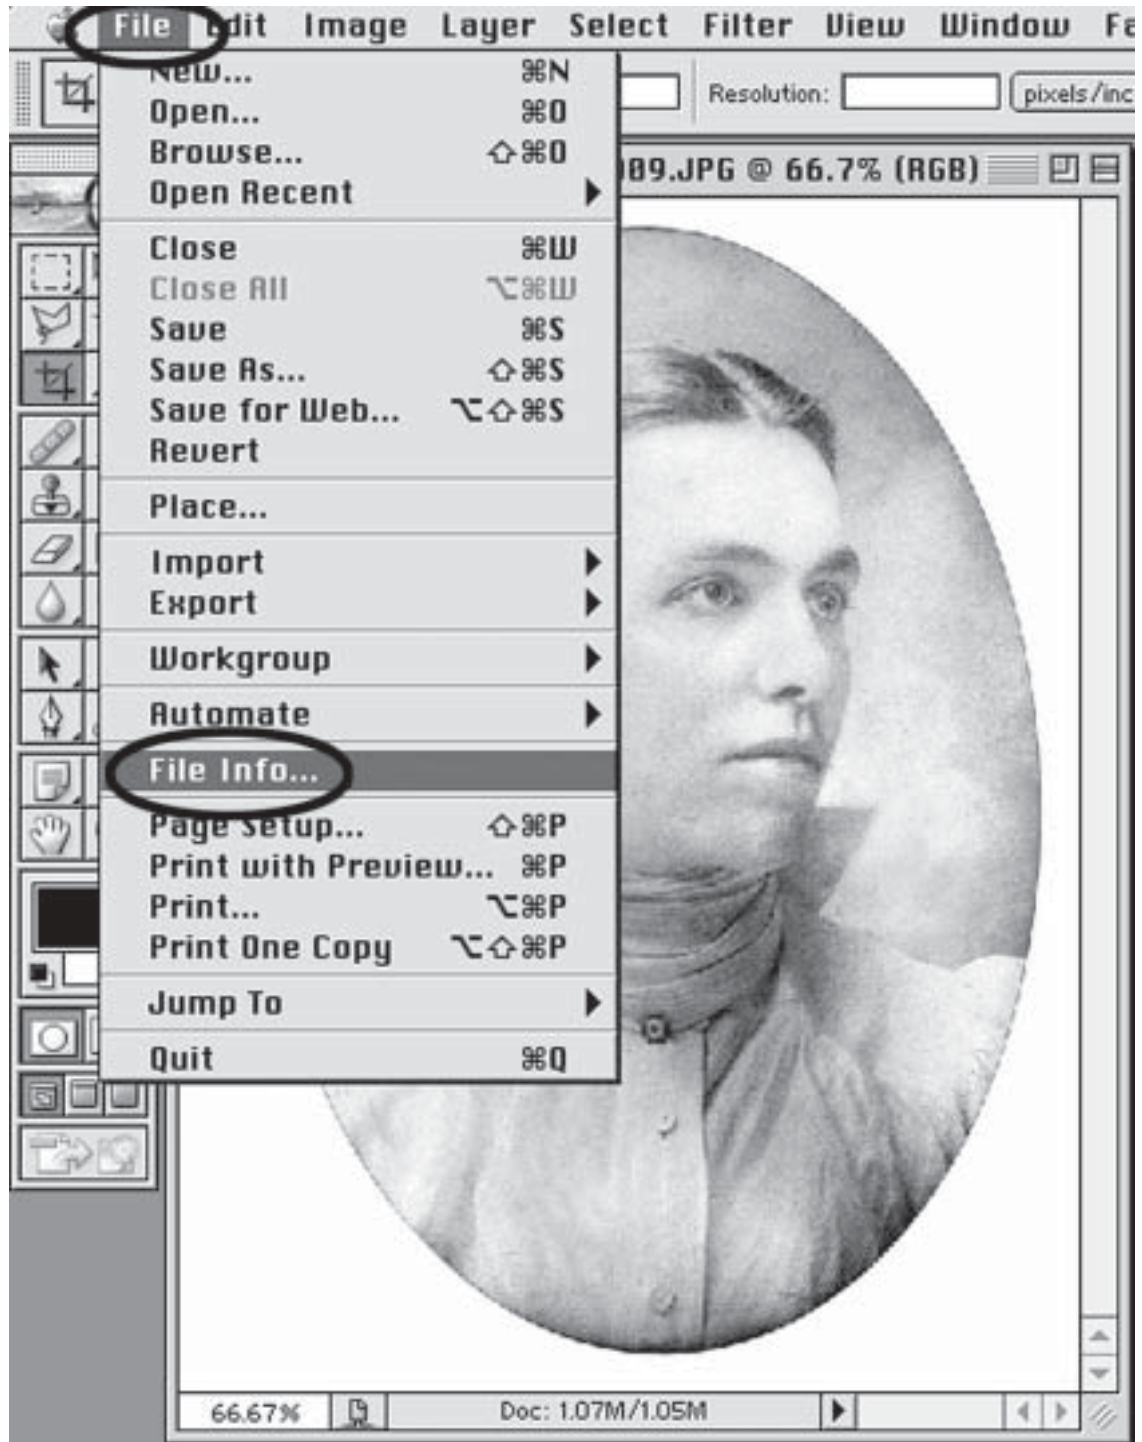 File Edit Image Layer Select Filter View Window
New... ⌘N
Resolution: pixels/inc
Open... ⌘O
Browse... ⇧⌘O
089.JPG @ 66.7% (RGB)
Open Recent
Close ⌘W
Close All ⌥⌘W
Save ⌘S
Save As... ⇧⌘S
Save for Web... ⌥⇧⌘S
Revert
Place...
Import
Export
Workgroup
Automate
File Info...
Page Setup... ⇧⌘P
Print with Preview... ⌘P
Print... ⌥⌘P
Print One Copy ⌥⇧⌘P
Jump To
Quit ⌘Q
66.67% Doc: 1.07M/1.05M